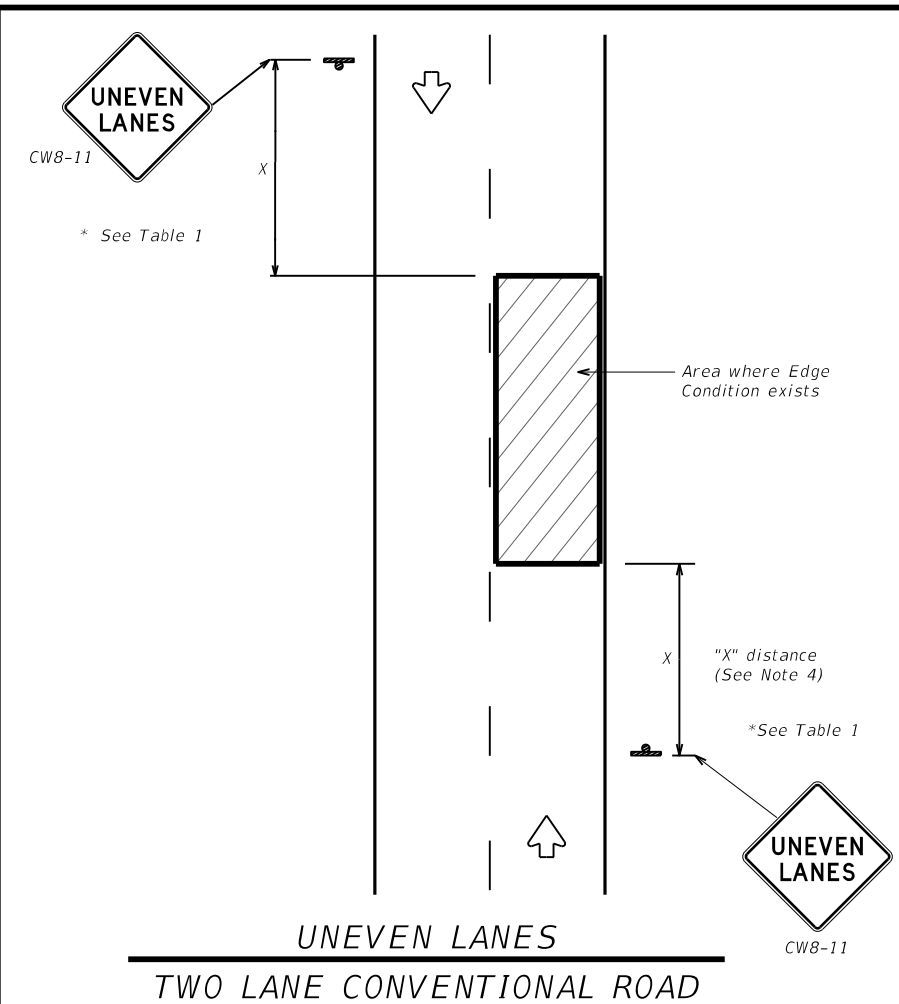 UNEVEN
LANES
CW8-11
X
* See Table 1
Area where Edge
Condition exists
X
"X" distance
(See Note 4)
*See Table 1
UNEVEN
LANES
CW8-11
UNEVEN LANES
TWO LANE CONVENTIONAL ROAD